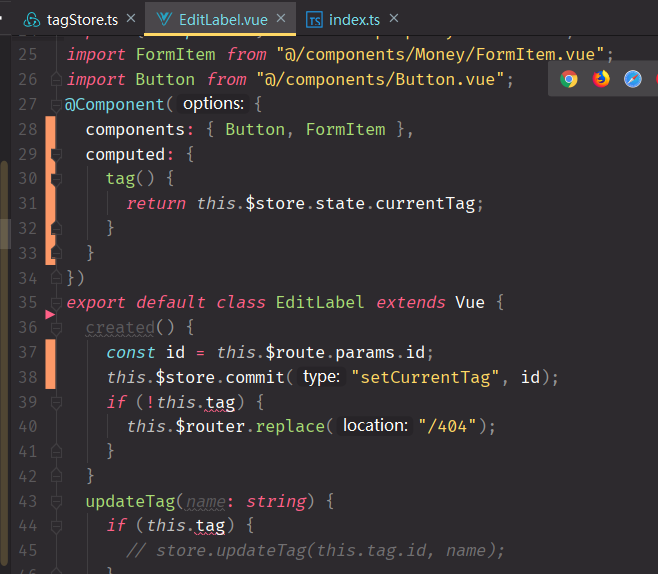 tagStore.ts × EditLabel.vue × TS index.ts ×
25 import FormItem from "@/components/Money/FormItem.vue";
26 import Button from "@/components/Button.vue";
27 @Component( options: {
28 components: { Button, FormItem },
29 computed: {
30 tag() {
31 return this.$store.state.currentTag;
32 }
33 }
34 })
35 export default class EditLabel extends Vue {
36 created() {
37 const id = this.$route.params.id;
38 this.$store.commit( type: "setCurrentTag", id);
39 if (!this.tag) {
40 this.$router.replace( location: "/404");
41 }
42 }
43 updateTag(name: string) {
44 if (this.tag) {
45 // store.updateTag(this.tag.id, name);
46 }